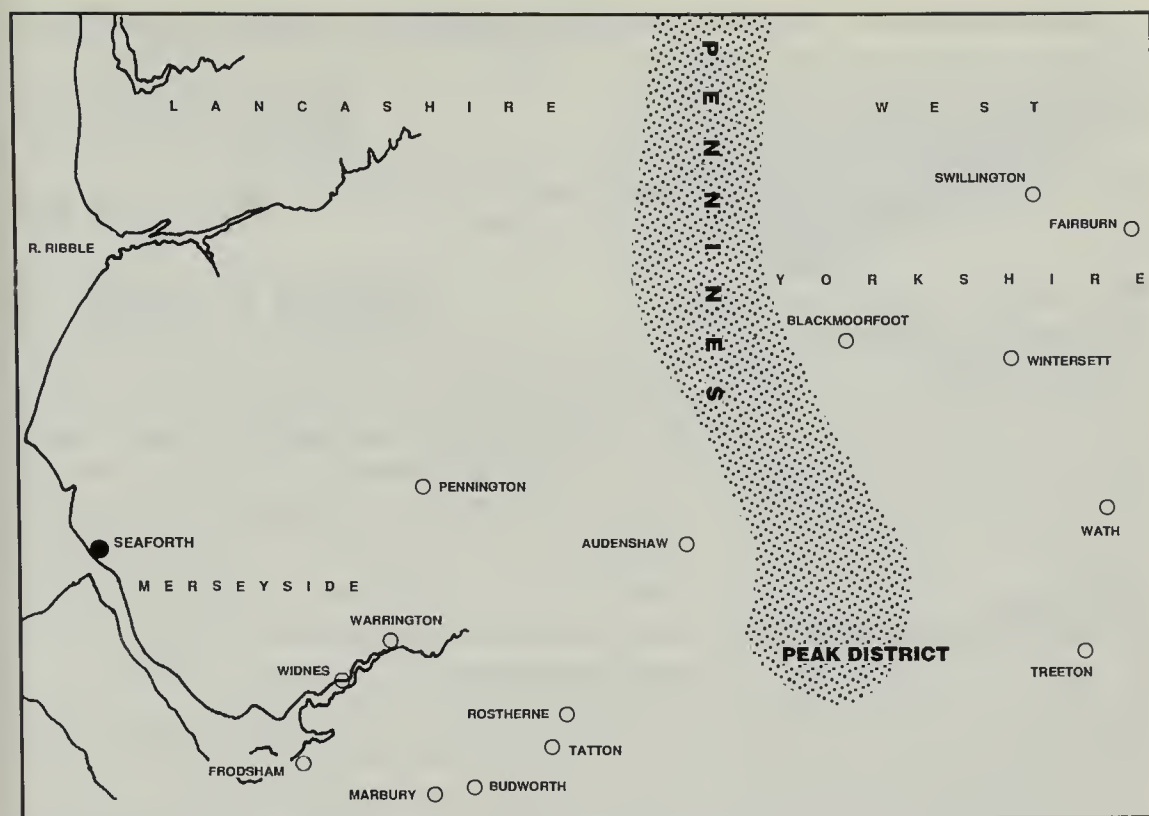 PENNINES
LANCASHIRE
WEST
SWILLINGTON
FAIRBURN
R. RIBBLE
YORKSHIRE
BLACKMOORFOOT
WINTERSETT
PENNINGTON
WATH
SEAFORTH
AUDENSHAW
MERSEYSIDE
WARRINGTON
PEAK DISTRICT
TREETON
WIDNES
ROSTHERNE
TATTON
FRODSHAM
MARBURY
BUDWORTH